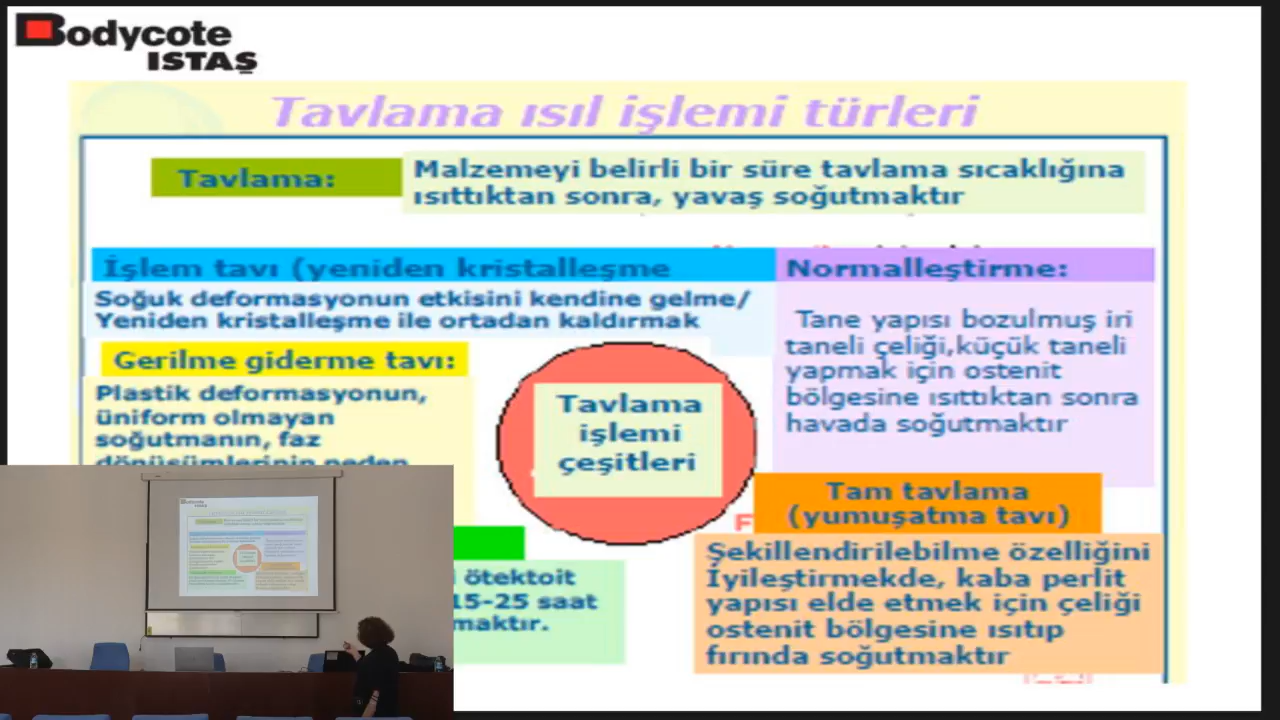 Bodycote
ISTAŞ
Tavlama ısıl işlemi türleri
Tavlama:
Malzemeyi belirli bir süre tavlama sıcaklığına
ısıttıktan sonra, yavaş soğutmaktır
İşlem tavı (yeniden kristalleşme
Soğuk deformasyonun etkisini kendine gelme/
Yeniden kristalleşme ile ortadan kaldırmak
Normalleştirme:
Tane yapısı bozulmuş iri
taneli çeliği,küçük taneli
yapmak için ostenit
bölgesine ısıttıktan sonra
havada soğutmaktır
Gerilme giderme tavı:
Plastik deformasyonun,
üniform olmayan
soğutmanın, faz
dönüşümlerinin neden
Tavlama
işlemi
çeşitleri
Tam tavlama
(yumuşatma tavı)
Şekillendirilebilme özelliğini
İyileştirmekde, kaba perlit
yapısı elde etmek için çeliği
ostenit bölgesine ısıtıp
fırında soğutmaktır
ötektoit
15-25 saat
maktır.